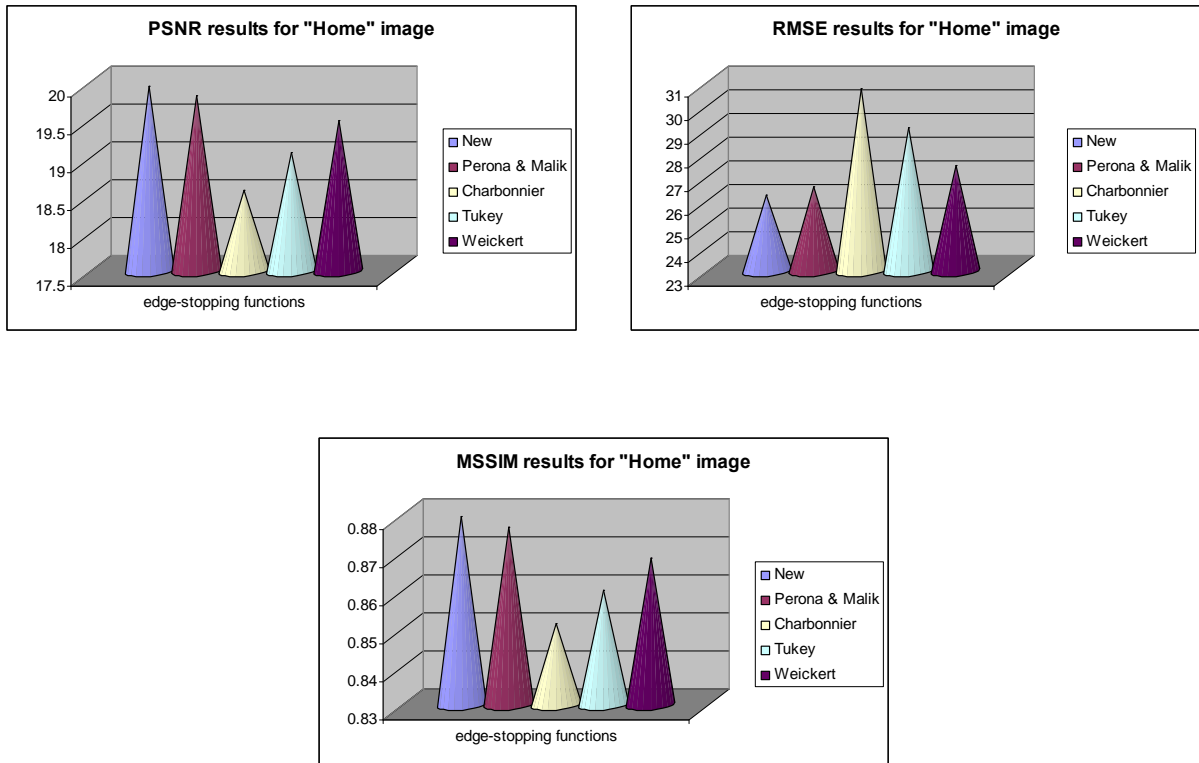 PSNR results for "Home" image
20
19.5
19
18.5
18
17.5
edge-stopping functions
New
Perona & Malik
Charbonnier
Tukey
Weickert
RMSE results for "Home" image
31
30
29
28
27
26
25
24
23
edge-stopping functions
New
Perona & Malik
Charbonnier
Tukey
Weickert
MSSIM results for "Home" image
0.88
0.87
0.86
0.85
0.84
0.83
edge-stopping functions
New
Perona & Malik
Charbonnier
Tukey
Weickert